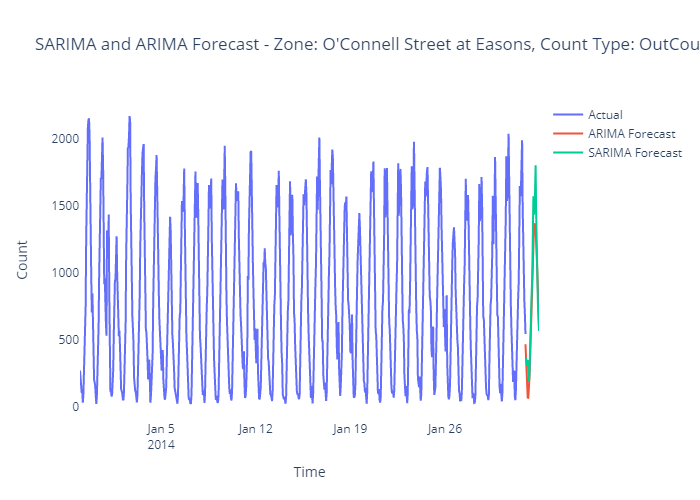 SARIMA and ARIMA Forecast - Zone: O'Connell Street at Easons, Count Type: OutCou
Actual
ARIMA Forecast
SARIMA Forecast
2000
1500
1000
500
0
Count
Jan 5
2014
Jan 12
Jan 19
Jan 26
Time